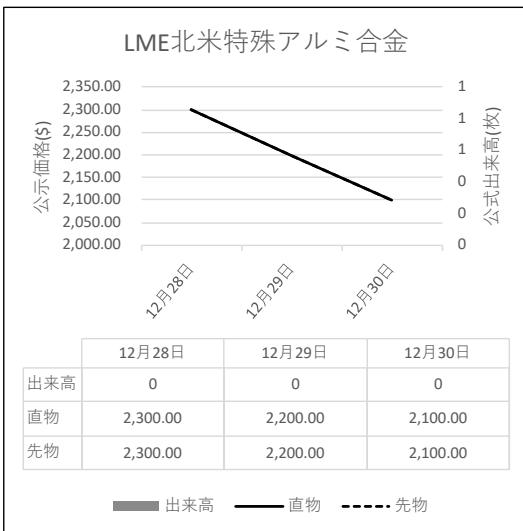 LME北米特殊アルミ合金
公示価格($)
2,350.00
2,300.00
2,250.00
2,200.00
2,150.00
2,100.00
2,050.00
2,000.00
1
1
1
0
0
0
公式出来高(枚)
12月28日
12月29日
12月30日
12月28日 12月29日 12月30日
出来高 0 0 0
直物 2,300.00 2,200.00 2,100.00
先物 2,300.00 2,200.00 2,100.00
出来高 直物 先物